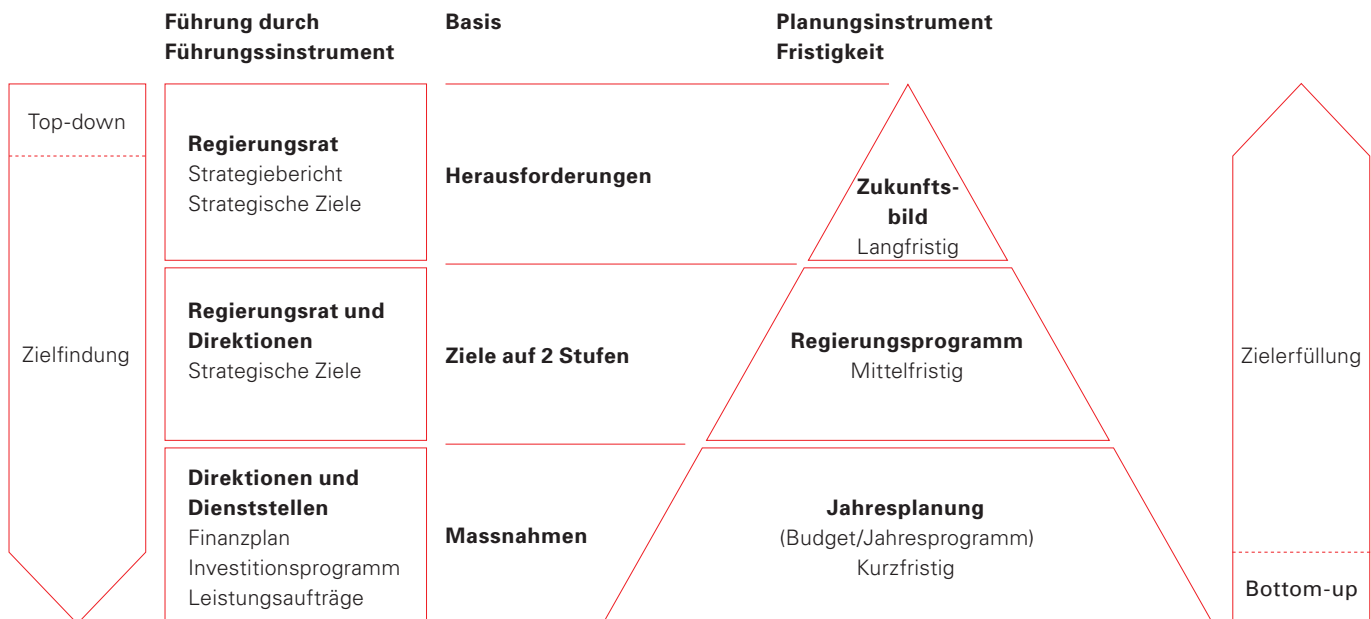 Führung durch
Führungssinstrument
Basis
Planungsinstrument
Fristigkeit
Top-down
Zielfindung
Regierungsrat
Strategiebericht
Strategische Ziele
Herausforderungen
Zukunfts-
bild
Langfristig
Regierungsrat und
Direktionen
Strategische Ziele
Ziele auf 2 Stufen
Regierungsprogramm
Mittelfristig
Direktionen und
Dienststellen
Finanzplan
Investitionsprogramm
Leistungsaufträge
Massnahmen
Jahresplanung
(Budget/Jahresprogramm)
Kurzfristig
Zielerfüllung
Bottom-up